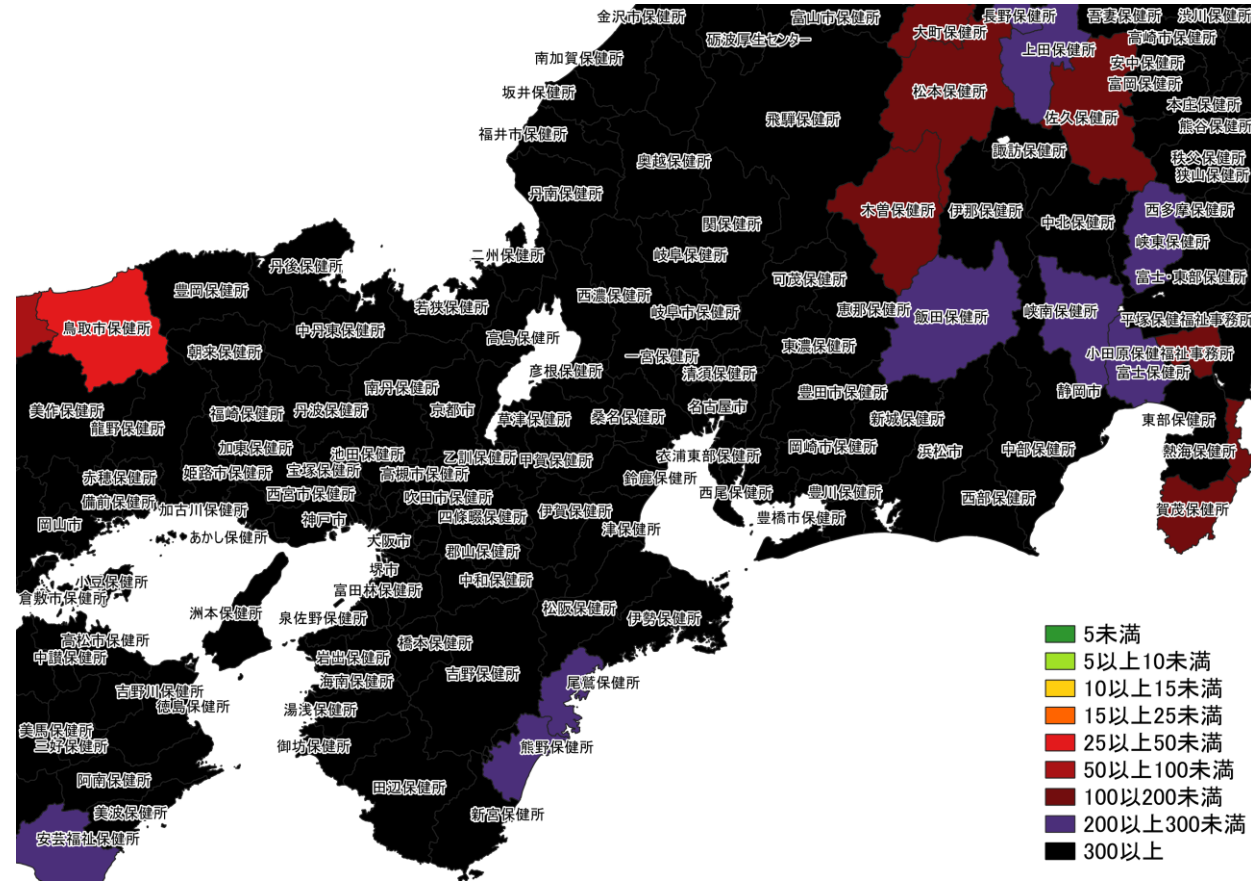 金沢市保健所
富山市保健所
長野保健所
吾妻保健所
渋川保健所
大町保健所
高崎市保健所
砺波厚生センター
上田保健所
南加賀保健所
安中保健所
富岡保健所
坂井保健所
松本保健所
本庄保健所
飛騨保健所
佐久保健所
熊谷保健所
福井市保健所
諏訪保健所
秩父保健所
奥越保健所
狭山保健所
丹南保健所
木曽保健所
伊那保健所
西多摩保健所
関保健所
中北保健所
峡東保健所
二州保健所
岐阜保健所
丹後保健所
富士・東部保健所
可茂保健所
豊岡保健所
西濃保健所
若狭保健所
岐阜市保健所
恵那保健所
飯田保健所
峡南保健所
平塚保健福祉事務所
鳥取市保健所
中丹東保健所
高島保健所
東濃保健所
朝来保健所
一宮保健所
小田原保健福祉事務所
彦根保健所
清須保健所
富士保健所
南丹保健所
豊田市保健所
静岡市
美作保健所
福崎保健所
丹波保健所
京都市
草津保健所
桑名保健所
名古屋市
新城保健所
東部保健所
龍野保健所
加東保健所
池田保健所
乙訓保健所
甲賀保健所
衣浦東部保健所
岡崎市保健所
浜松市
中部保健所
熱海保健所
赤穂保健所
姫路市保健所
宝塚保健所
高槻市保健所
鈴鹿保健所
西宮市保健所
吹田市保健所
西尾保健所
豊川保健所
西部保健所
備前保健所
加古川保健所
賀茂保健所
岡山市
神戸市
四條畷保健所
伊賀保健所
豊橋市保健所
あかし保健所
大阪市
津保健所
郡山保健所
堺市
小豆保健所
中和保健所
倉敷市保健所
富田林保健所
洲本保健所
泉佐野保健所
松阪保健所
伊勢保健所
高松市保健所
橋本保健所
中讃保健所
岩出保健所
吉野保健所
海南保健所
尾鷲保健所
吉野川保健所
徳島保健所
湯浅保健所
美馬保健所
三好保健所
御坊保健所
熊野保健所
阿南保健所
田辺保健所
美波保健所
新宮保健所
安芸福祉保健所
5未満
5以上10未満
10以上15未満
15以上25未満
25以上50未満
50以上100未満
100以200未満
200以上300未満
300以上